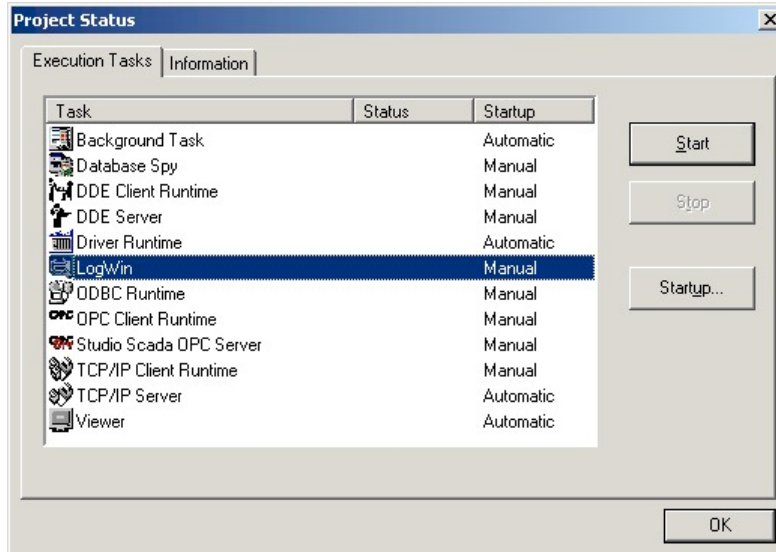 Project Status
Execution Tasks Information
Task Status Startup
Background Task Automatic
Database Spy Manual
DDE Client Runtime Manual
DDE Server Manual
Driver Runtime Automatic
LogWin Manual
ODBC Runtime Manual
OPC Client Runtime Manual
Studio Scada OPC Server Manual
TCP/IP Client Runtime Manual
TCP/IP Server Automatic
Viewer Automatic
Start
Stop
Startup...
OK